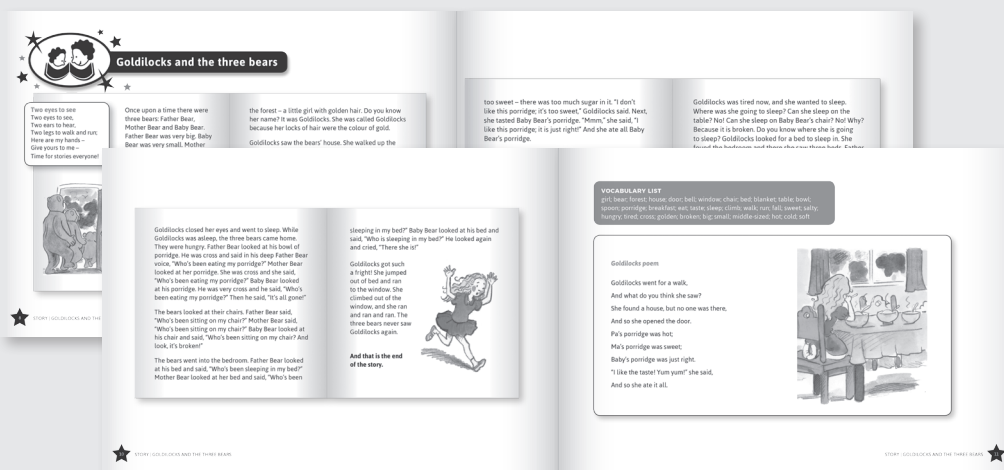 Goldilocks and the three bears
Two eyes to see
Two eyes to see,
Two ears to hear,
Two legs to walk and run;
Here are my hands –
Give yours to me –
Time for stories everyone!
Once upon a time there were
three bears: Father Bear,
Mother Bear and Baby Bear.
Father Bear was very big. Baby
Bear was very small. Mother
the forest – a little girl with golden hair. Do you know
her name? It was Goldilocks. She was called Goldilocks
because her locks of hair were the colour of gold.
Goldilocks saw the bears' house. She walked up the
STORY: GOLDILOCKS AND THE
too sweet – there was too much sugar in it. "I don't
like this porridge; it's too sweet," Goldilocks said. Next,
she tasted Baby Bear's porridge. "Mmm," she said, "I
like this porridge; it is just right!" And she ate all Baby
Bear's porridge.
Goldilocks was tired now, and she wanted to sleep.
Where was she going to sleep? Can she sleep on the
table? No! Can she sleep on Baby Bear's chair? No! Why?
Because it is broken. Do you know where she is going
to sleep? Goldilocks looked for a bed to sleep in. She
found the bedroom and there she saw three beds. Father
Goldilocks closed her eyes and went to sleep. While
Goldilocks was asleep, the three bears came home.
They were hungry. Father Bear looked at his bowl of
porridge. He was cross and said in his deep Father Bear
voice, "Who's been eating my porridge?" Mother Bear
looked at her porridge. She was cross and she said,
"Who's been eating my porridge?" Baby Bear looked
at his porridge. He was very cross and he said, "Who's
been eating my porridge?" Then he said, "It's all gone!"
The bears looked at their chairs. Father Bear said,
"Who's been sitting on my chair?" Mother Bear said,
"Who's been sitting on my chair?" Baby Bear looked at
his chair and said, "Who's been sitting on my chair? And
look, it's broken!"
The bears went into the bedroom. Father Bear looked
at his bed and said, "Who's been sleeping in my bed?"
Mother Bear looked at her bed and said, "Who's been
sleeping in my bed?" Baby Bear looked at his bed and
said, "Who is sleeping in my bed?" He looked again
and cried, "There she is!"
Goldilocks got such
a fright! She jumped
out of bed and ran
to the window. She
climbed out of the
window, and she ran
and ran and ran. The
three bears never saw
Goldilocks again.
And that is the end
of the story.
STORY: GOLDILOCKS AND THE THREE BEARS
VOCABULARY LIST
girl; bear; forest; house; door; bell; window; chair; bed; blanket; table; bowl;
spoon; porridge; breakfast; eat; taste; sleep; climb; walk; run; fall; sweet; salty;
hungry; tired; cross; golden; broken; big; small; middle-sized; hot; cold; soft
Goldilocks poem
Goldilocks went for a walk,
And what do you think she saw?
She found a house, but no one was there,
And so she opened the door.
Pa's porridge was hot;
Ma's porridge was sweet;
Baby's porridge was just right.
"I like the taste! Yum yum!" she said,
And so she ate it all.
STORY: GOLDILOCKS AND THE THREE BEARS